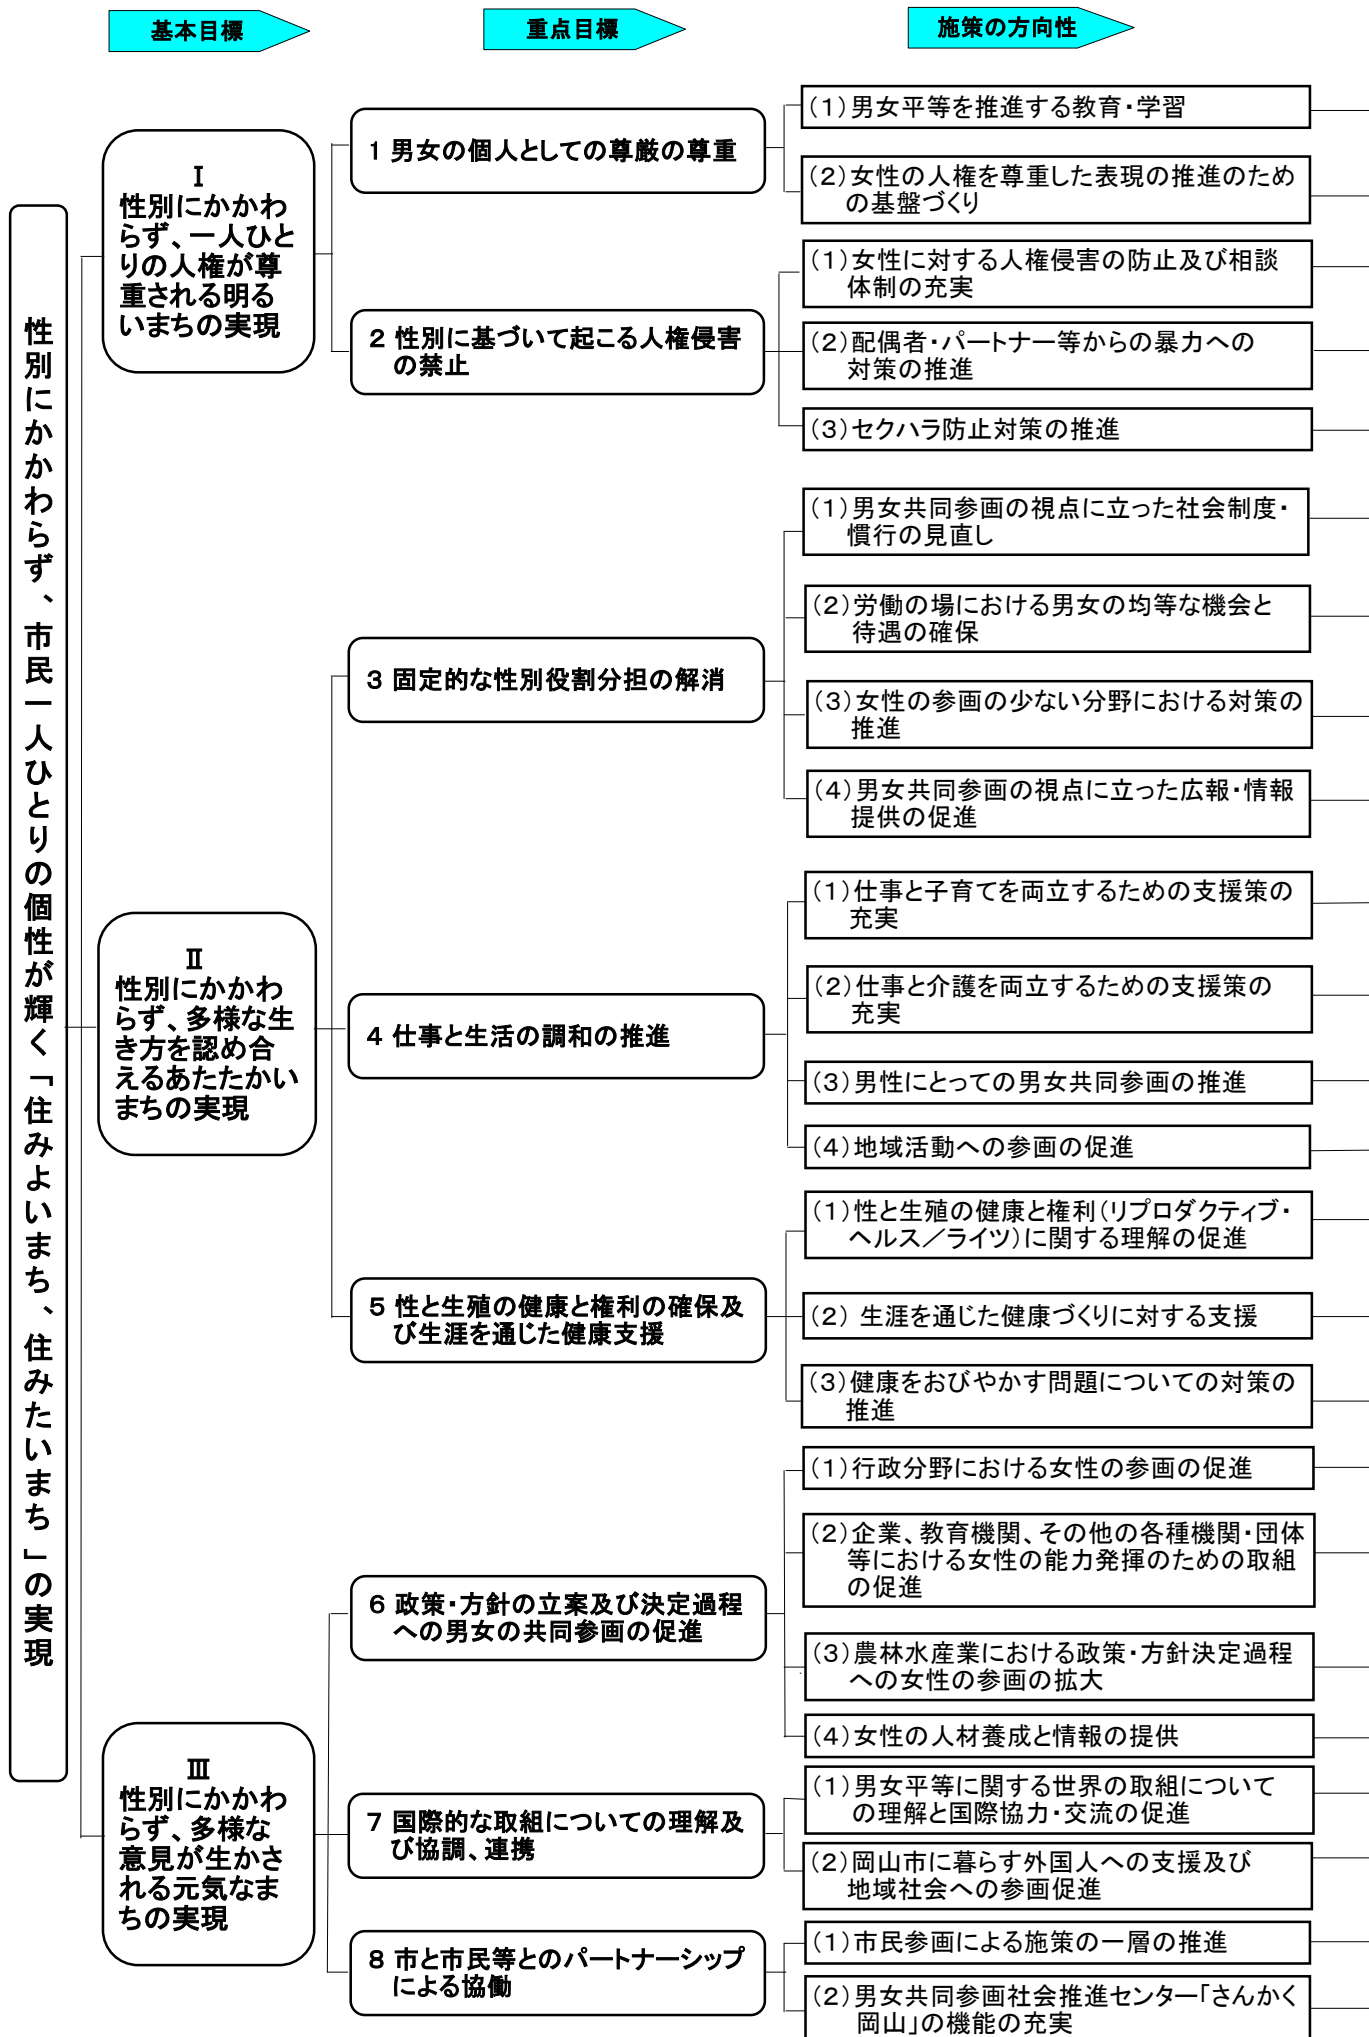 基本目標
重点目標
施策の方向性
性別にかかわらず、市民一人ひとりの個性が輝く「住みよいまち、住みたいまち」の実現
Ⅰ
性別にかかわ
らず、一人ひと
りの人権が尊
重される明る
いまちの実現
1 男女の個人としての尊厳の尊重
(1)男女平等を推進する教育・学習
(2)女性の人権を尊重した表現の推進のため
の基盤づくり
2 性別に基づいて起こる人権侵害
の禁止
(1)女性に対する人権侵害の防止及び相談
体制の充実
(2)配偶者・パートナー等からの暴力への
対策の推進
(3)セクハラ防止対策の推進
Ⅱ
性別にかかわ
らず、多様な生
き方を認め合
えるあたたかい
まちの実現
3 固定的な性別役割分担の解消
(1)男女共同参画の視点に立った社会制度・
慣行の見直し
(2)労働の場における男女の均等な機会と
待遇の確保
(3)女性の参画の少ない分野における対策の
推進
(4)男女共同参画の視点に立った広報・情報
提供の促進
4 仕事と生活の調和の推進
(1)仕事と子育てを両立するための支援策の
充実
(2)仕事と介護を両立するための支援策の
充実
(3)男性にとっての男女共同参画の推進
(4)地域活動への参画の促進
5 性と生殖の健康と権利の確保及
び生涯を通じた健康支援
(1)性と生殖の健康と権利(リプロダクティブ・
ヘルス/ライツ)に関する理解の促進
(2) 生涯を通じた健康づくりに対する支援
(3)健康をおびやかす問題についての対策の
推進
Ⅲ
性別にかかわ
らず、多様な
意見が生かさ
れる元気なま
ちの実現
6 政策・方針の立案及び決定過程
への男女の共同参画の促進
(1)行政分野における女性の参画の促進
(2)企業、教育機関、その他の各種機関・団体
等における女性の能力発揮のための取組
の促進
(3)農林水産業における政策・方針決定過程
への女性の参画の拡大
(4)女性の人材養成と情報の提供
7 国際的な取組についての理解及
び協調、連携
(1)男女平等に関する世界の取組について
の理解と国際協力・交流の促進
(2)岡山市に暮らす外国人への支援及び
地域社会への参画促進
8 市と市民等とのパートナーシップ
による協働
(1)市民参画による施策の一層の推進
(2)男女共同参画社会推進センター「さんかく
岡山」の機能の充実